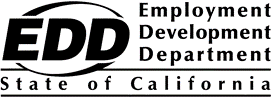 EDD
Employment
Development
Department
State of California